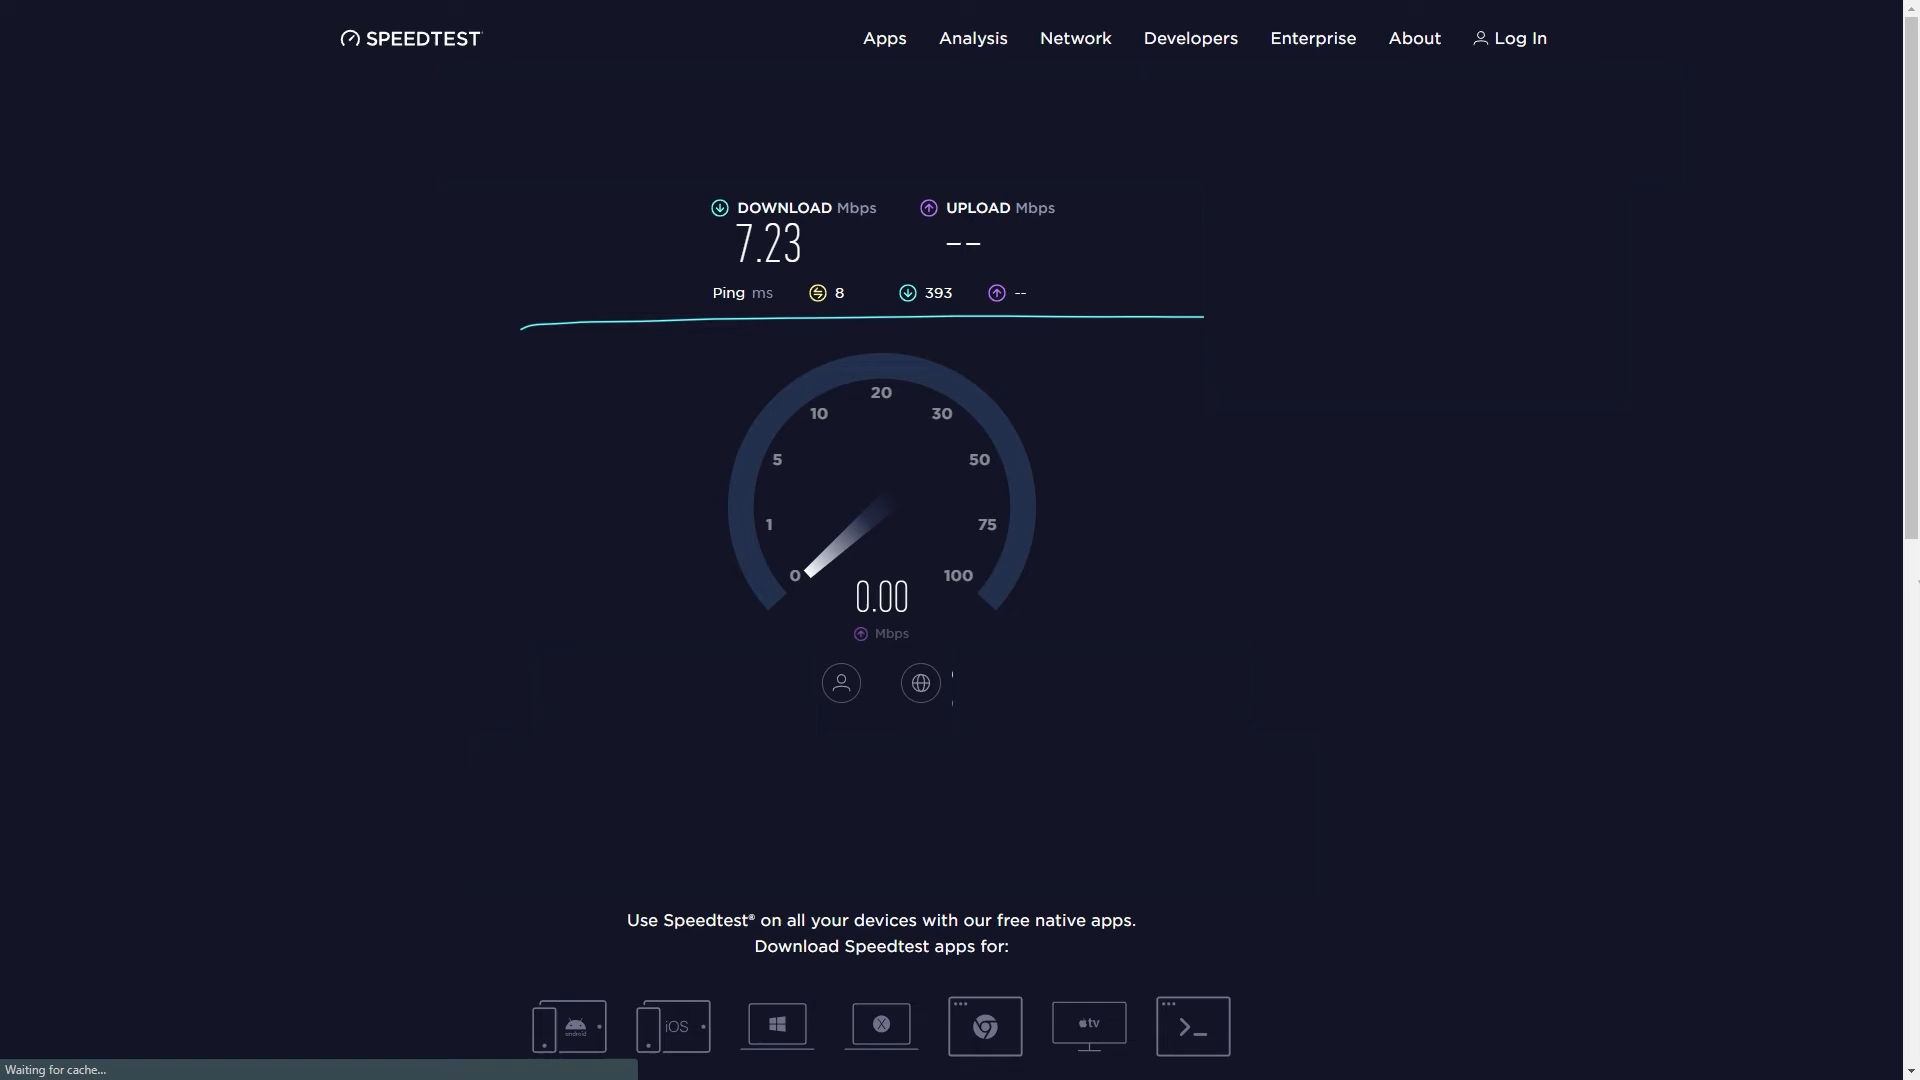 SPEEDTEST
Apps Analysis Network Developers Enterprise About Log In
DOWNLOAD Mbps UPLOAD Mbps
7.23 --
Ping ms 8 393 --
20
10 30
5 50
1 75
0 100
0.00
Mbps
Use Speedtest® on all your devices with our free native apps.
Download Speedtest apps for:
android iOS X tv
Waiting for cache...